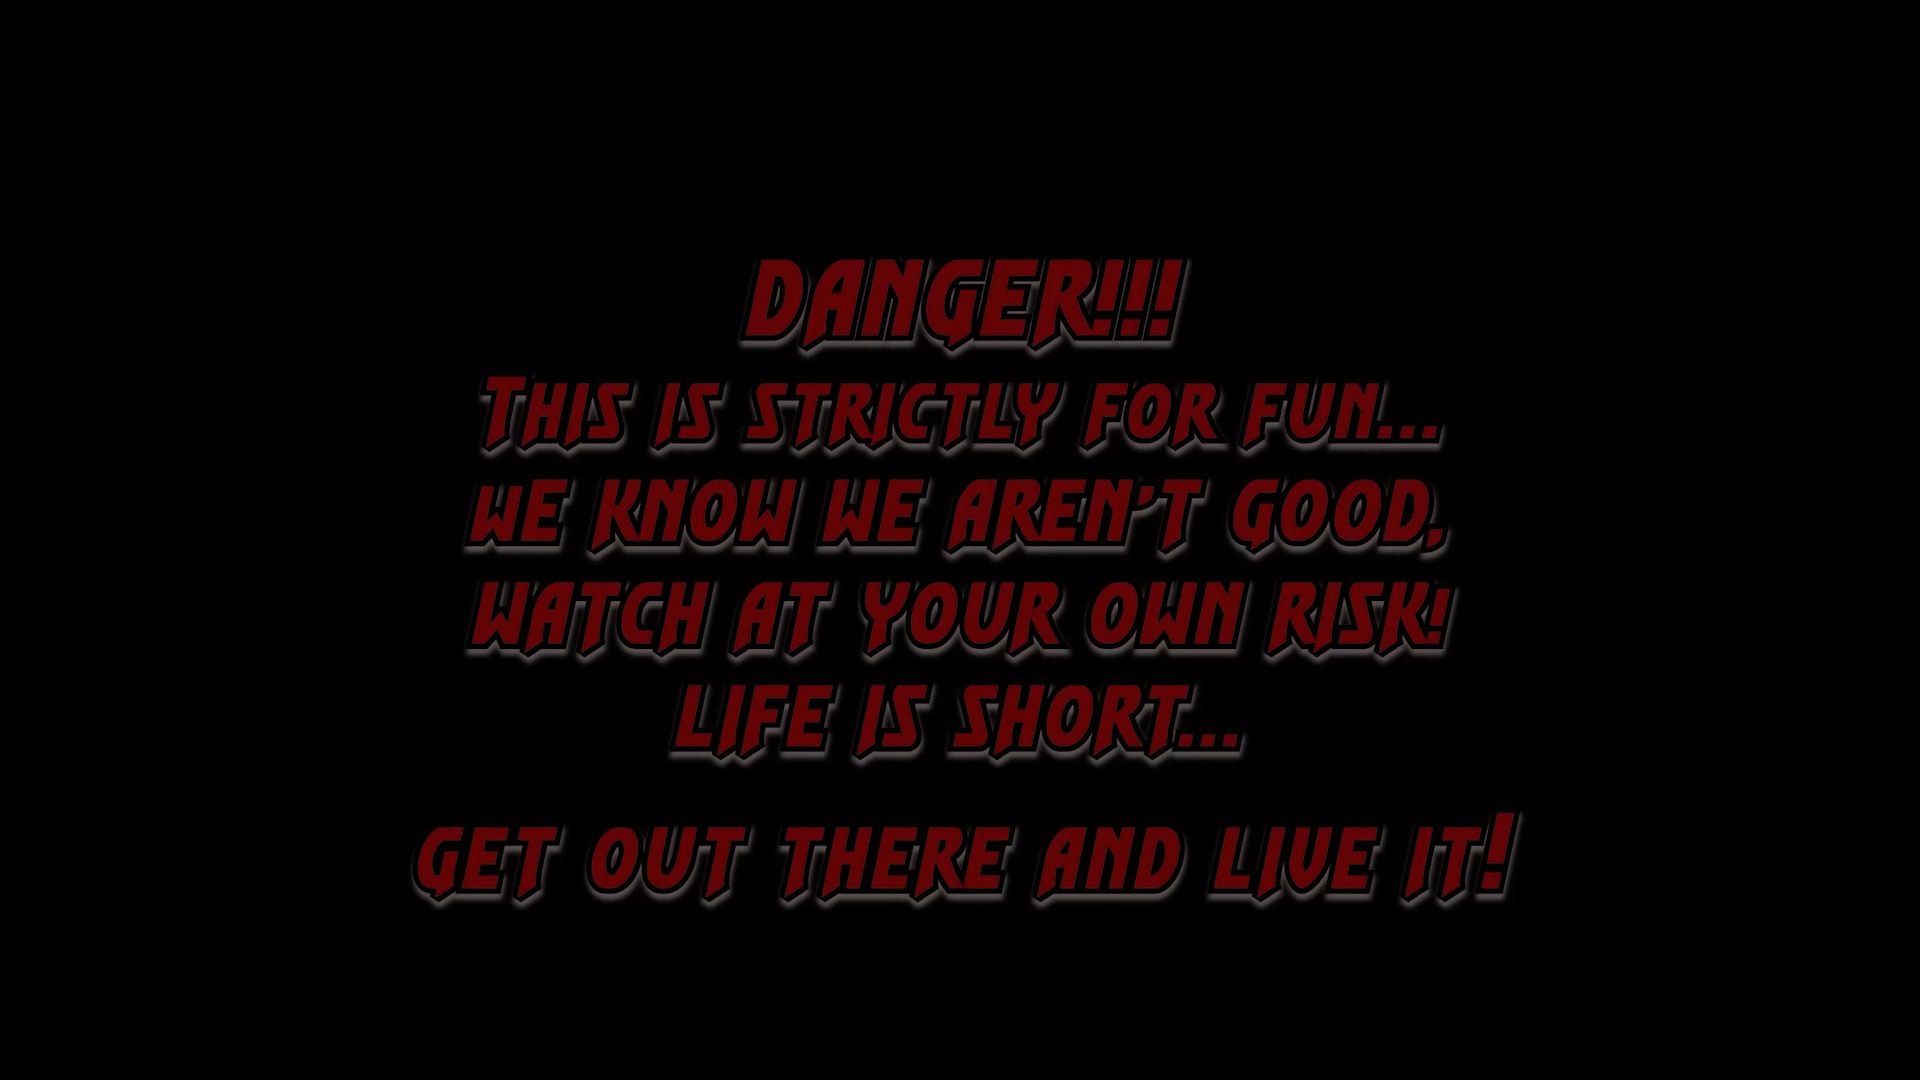 DANGER!!!
THIS IS STRICTLY FOR FUN...
WE KNOW WE AREN'T GOOD,
WATCH AT YOUR OWN RISK!
LIFE IS SHORT...
GET OUT THERE AND LIVE IT!